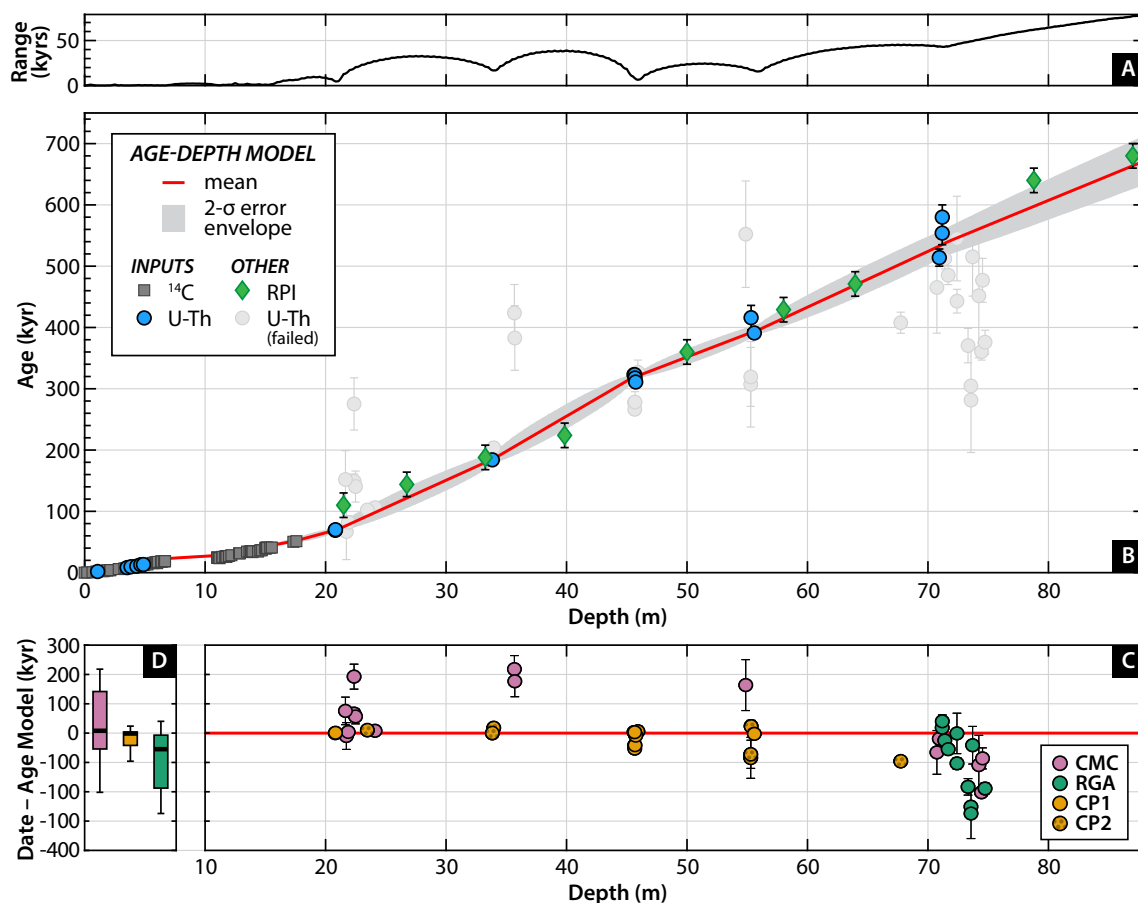 50
0
Range
(kyrs)
A
700
600
500
400
300
200
100
0
Age (kyr)
AGE-DEPTH MODEL
mean
2-σ error
envelope
INPUTS OTHER
14C RPI
U-Th U-Th
(failed)
B
0 10 20 30 40 50 60 70 80
Depth (m)
300
200
100
0
-100
-100
-100
-400
Date – Age Model (kyr)
D
C
CMC
RGA
CP1
CP2
10 20 30 40 50 60 70 80
Depth (m)